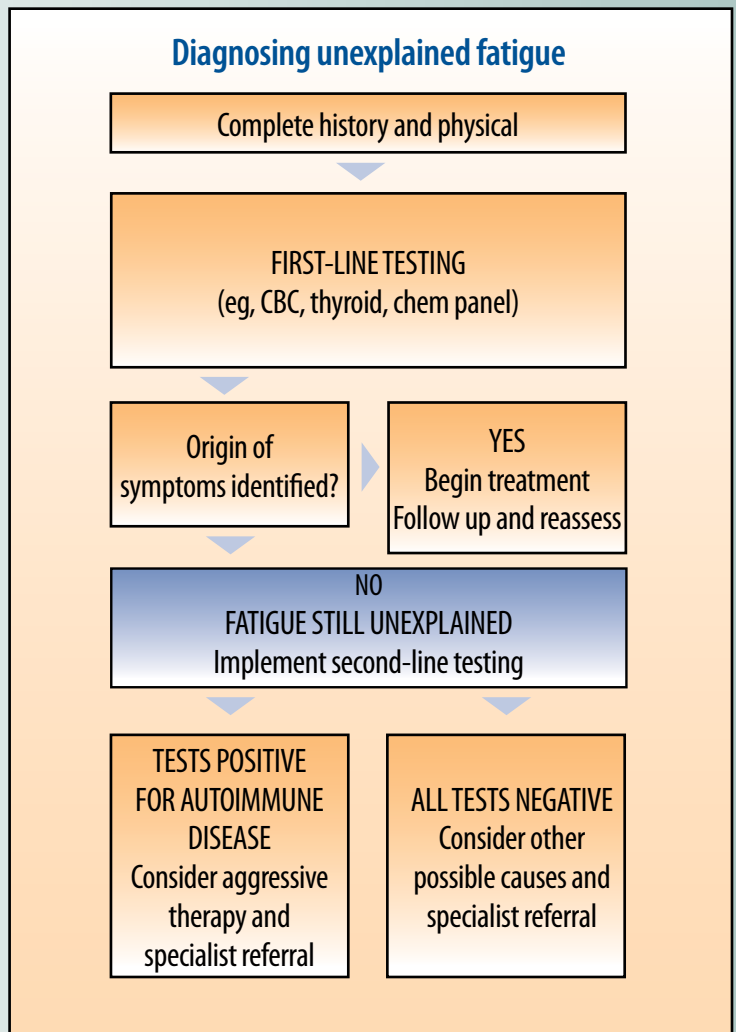 Diagnosing unexplained fatigue
Complete history and physical
FIRST-LINE TESTING
(eg, CBC, thyroid, chem panel)
Origin of
symptoms identified?
YES
Begin treatment
Follow up and reassess
NO
FATIGUE STILL UNEXPLAINED
Implement second-line testing
TESTS POSITIVE
FOR AUTOIMMUNE
DISEASE
Consider aggressive
therapy and
specialist referral
ALL TESTS NEGATIVE
Consider other
possible causes and
specialist referral